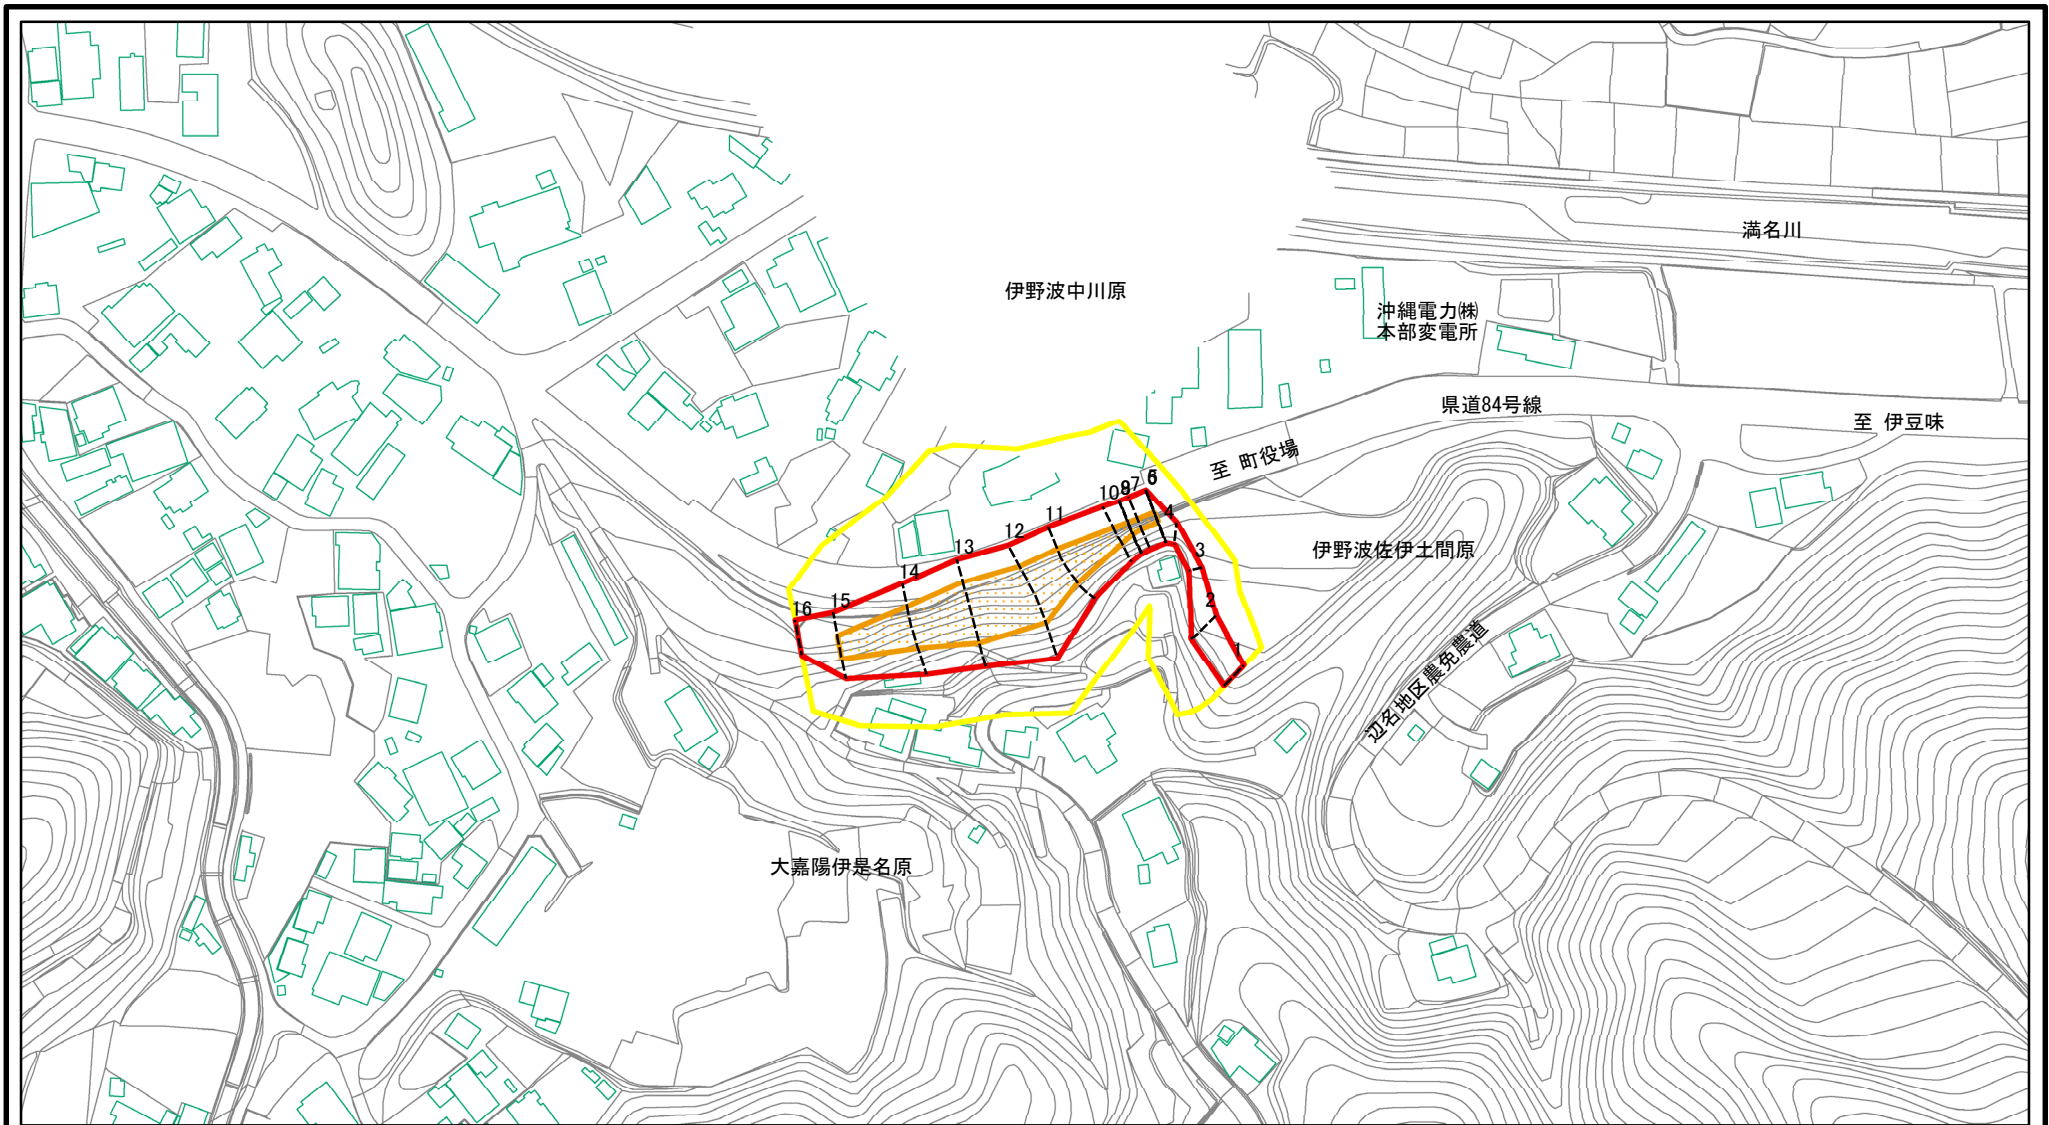 満名川
伊野波中川原
沖縄電力㈱
本部変電所
県道84号線
至 伊豆味
至 町役場
伊野波佐伊土間原
辺名地区農免農道
大嘉陽伊是名原
1
2
3
4
5
6
7
8
9
10
11
12
13
14
15
16